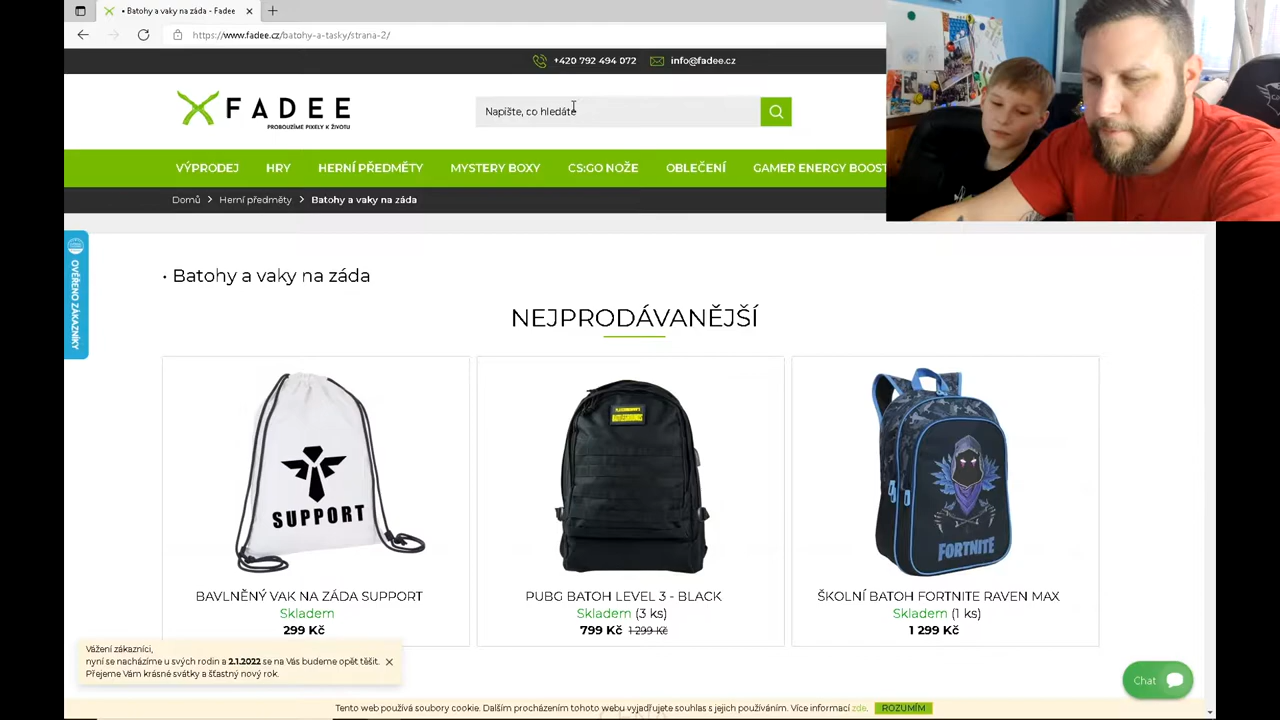 • Batohy a vaky na záda - Fadee
https://www.fadee.cz/batohy-a-tasky/strana-2/
+420 792 494 072 info@fadee.cz
FADEE
PROBOUZÍME PIXELY K ŽIVOTU
Napište, co hledáte
VÝPRODEJ HRY HERNÍ PŘEDMĚTY MYSTERY BOXY CS:GO NOŽE OBLEČENÍ GAMER ENERGY BOOST
Domů Herní předměty Batohy a vaky na záda
OVĚŘENO ZÁKAZNÍKY
• Batohy a vaky na záda
NEJPRODÁVANĚJŠÍ
SUPPORT
FORTNITE
BAVLNĚNÝ VAK NA ZÁDA SUPPORT
Skladem
299 Kč
PUBG BATOH LEVEL 3 - BLACK
Skladem (3 ks)
799 Kč 1 299 Kč
ŠKOLNÍ BATOH FORTNITE RAVEN MAX
Skladem (1 ks)
1 299 Kč
Vážení zákazníci,
nyní se nacházíme u svých rodin a 2.1.2022 se na Vás budeme opět těšit.
Přejeme Vám krásné svátky a šťastný nový rok.
Chat
Tento web používá soubory cookie. Dalším procházením tohoto webu vyjadřujete souhlas s jejich používáním. Více informací zde. ROZUMÍM